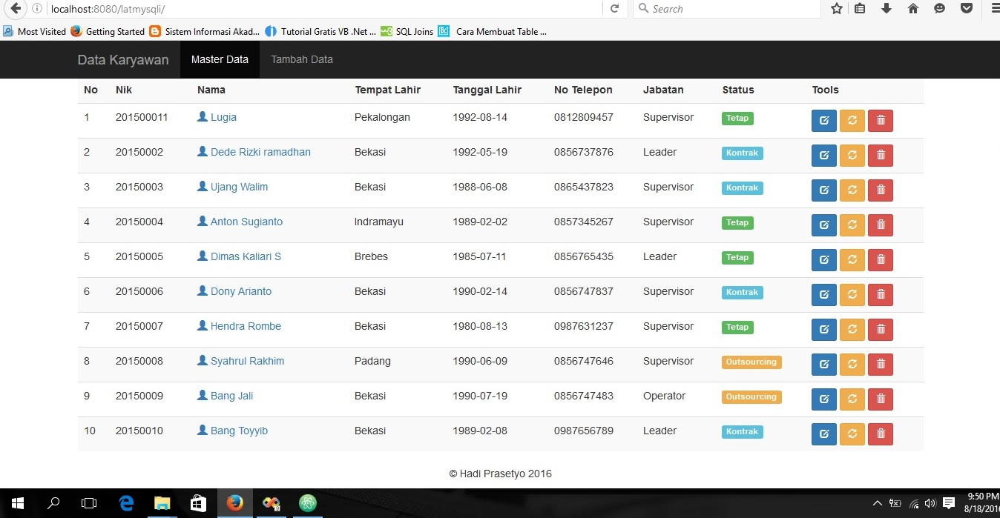 localhost:8080/latmysqli/
Search
Most Visited Getting Started Sistem Informasi Akad... Tutorial Gratis VB .Net ... SQL Joins Cara Membuat Table ...
Data Karyawan Master Data Tambah Data
No Nik Nama Tempat Lahir Tanggal Lahir No Telepon Jabatan Status Tools
1 201500011 Lugia Pekalongan 1992-08-14 0812809457 Supervisor Tetap
2 20150002 Dede Rizki ramadhan Bekasi 1992-05-19 0856737876 Leader Kontrak
3 20150003 Ujang Walim Bekasi 1988-06-08 0865437823 Supervisor Kontrak
4 20150004 Anton Sugianto Indramayu 1989-02-02 0857345267 Supervisor Tetap
5 20150005 Dimas Kaliari S Brebes 1985-07-11 0856765435 Leader Tetap
6 20150006 Dony Arianto Bekasi 1990-02-14 0856747837 Supervisor Kontrak
7 20150007 Hendra Rombe Bekasi 1980-08-13 0987631237 Supervisor Tetap
8 20150008 Syahrul Rakhim Padang 1990-06-09 0856747646 Supervisor Outsourcing
9 20150009 Bang Jali Bekasi 1990-07-19 0856747483 Operator Outsourcing
10 20150010 Bang Toyyib Bekasi 1989-02-08 0987656789 Leader Kontrak
© Hadi Prasetyo 2016
9:50 PM
8/18/2016